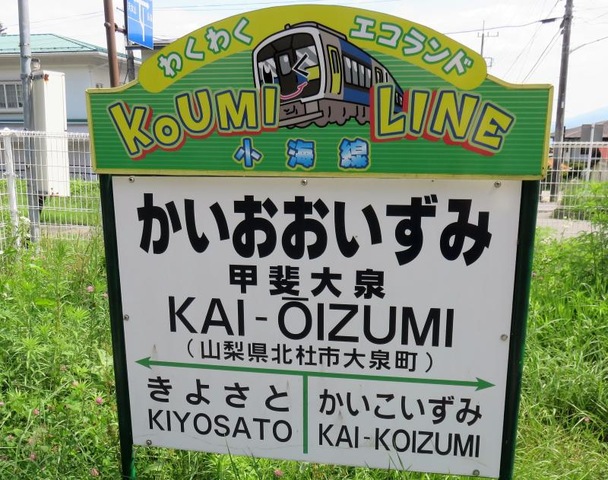 わくわく エコランド
KOUMI LINE
小海線
かいおおいずみ
甲斐大泉
KAI-ŌIZUMI
(山梨県北杜市大泉町)
きよさと かいこいずみ
KIYOSATO KAI-KOIZUMI